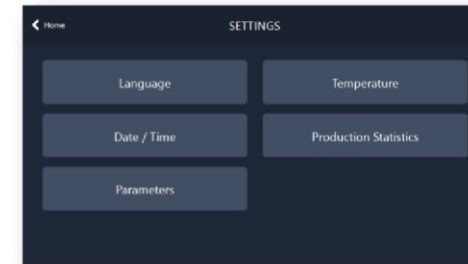 Home
SETTINGS
Language
Temperature
Date / Time
Production Statistics
Parameters